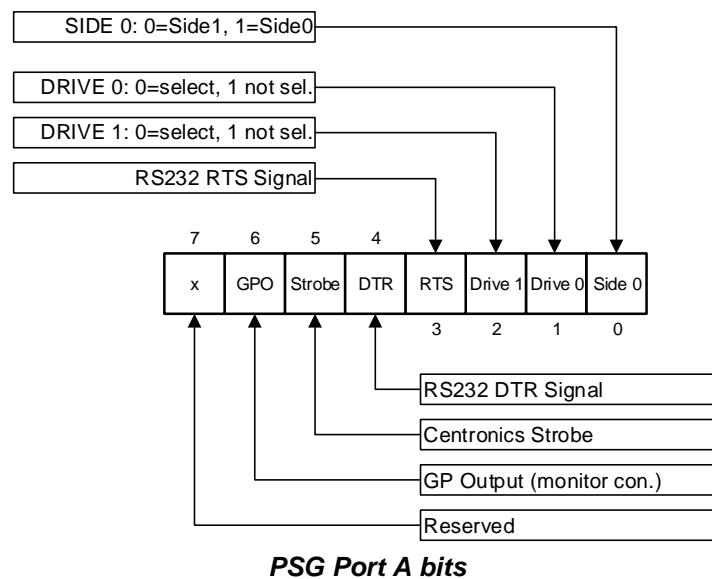 SIDE 0: 0=Side1, 1=Side0
DRIVE 0: 0=select, 1 not sel.
DRIVE 1: 0=select, 1 not sel.
RS232 RTS Signal
7 6 5 4
x GPO Strobe DTR RTS Drive 1 Drive 0 Side 0
3 2 1 0
RS232 DTR Signal
Centronics Strobe
GP Output (monitor con.)
Reserved
PSG Port A bits